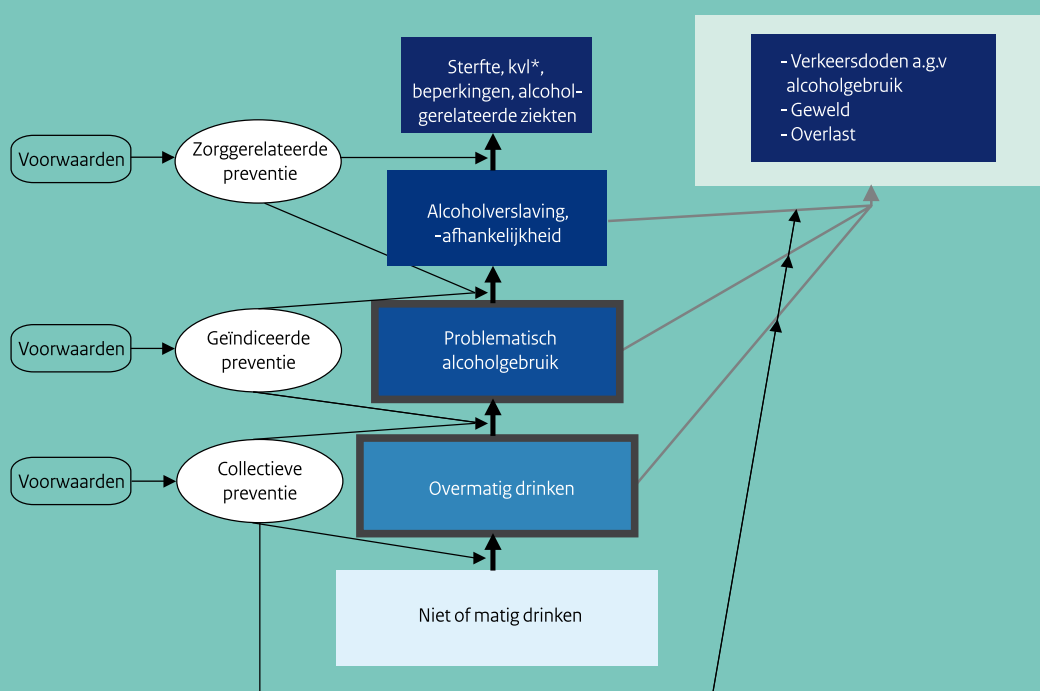 Sterfte, kvl*,
beperkingen, alcohol-
gerelateerde ziekten
- Verkeersdoden a.g.v
alcoholgebruik
- Geweld
- Overlast
Voorwaarden
Zorggerelateerde
preventie
Alcoholverslaving,
-afhankelijkheid
Voorwaarden
Geïndiceerde
preventie
Problematisch
alcoholgebruik
Voorwaarden
Collectieve
preventie
Overmatig drinken
Niet of matig drinken